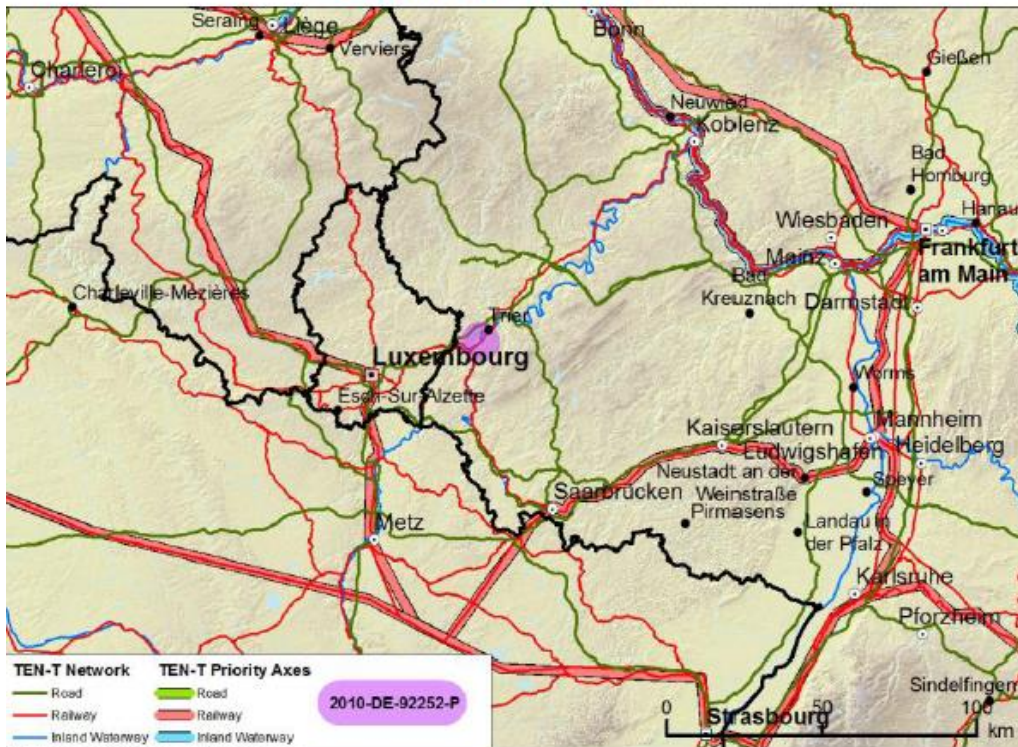 Seraing
Liège
Verviers
Bonn
Gießen
Charleroi
Neuwied
Koblenz
Bad
Homburg
Hanau
Wiesbaden
Frankfurt
am Main
Mainz
Bad
Kreuznach
Darmstadt
Charleville-Mézières
Trier
Luxembourg
Esch-Sur-Alzette
Worms
Mannheim
Kaiserslautern
Heidelberg
Ludwigshafen
Neustadt an der
Weinstraße
Speyer
Saarbrücken
Pirmasens
Landau in
der Pfalz
Metz
Karlsruhe
Pforzheim
Sindelfingen
Strasbourg
0 50 100
km
TEN-T Network TEN-T Priority Axes
Road Road
Railway Railway
Inland Waterway Inland Waterway
2010-DE-92252-P